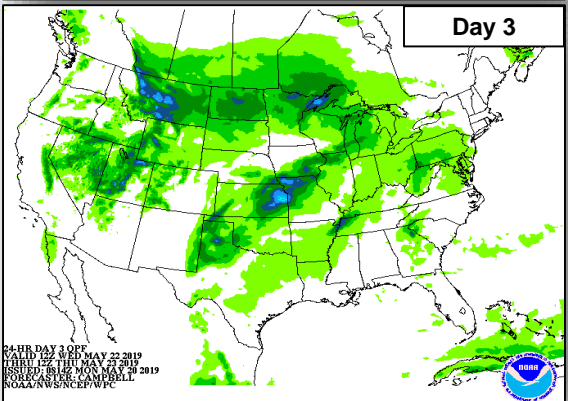 Day 3
24-HR DAY 3 QPF
VALID 12Z WED MAY 22 2019
THRU 12Z THU MAY 23 2019
ISSUED: 0814Z MON MAY 20 2019
FORECASTER: CAMPBELL
NOAA/NWS/NCEP/WPC
NOAA